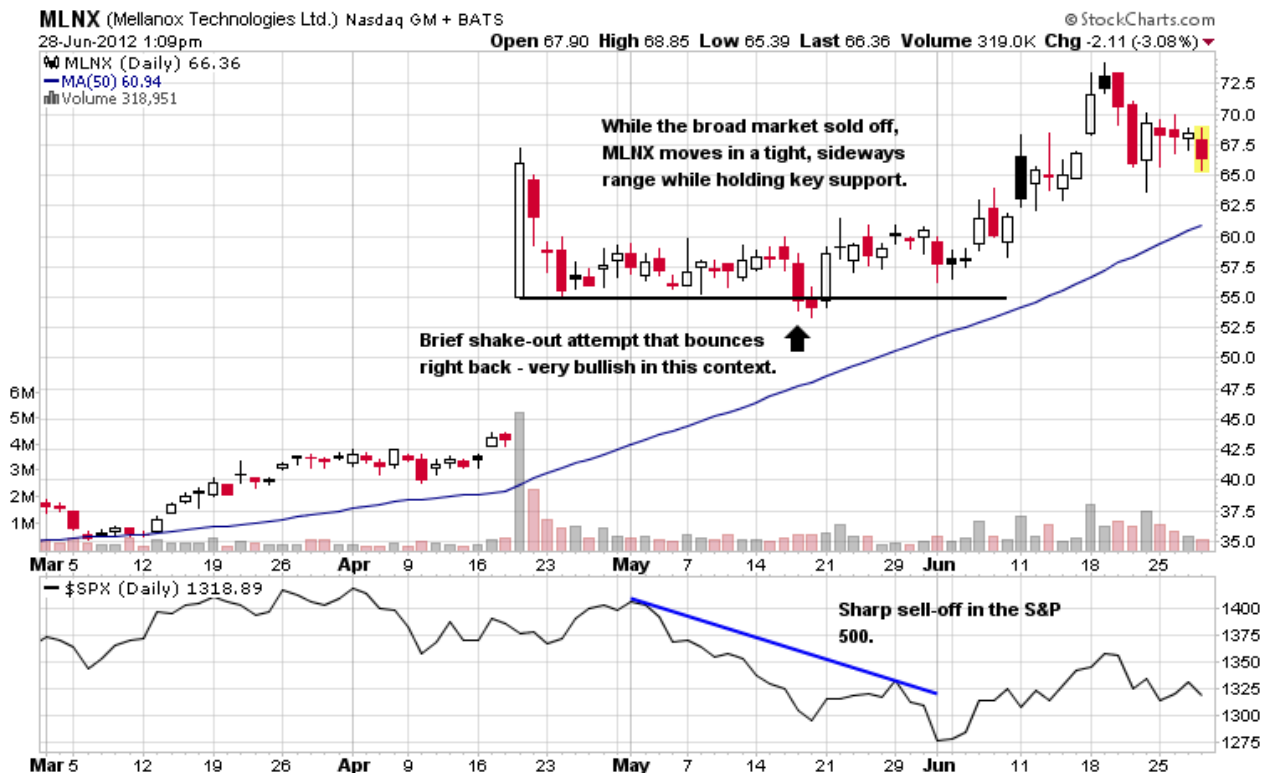 MLNX (Mellanox Technologies Ltd.) Nasdaq GM + BATS
© StockCharts.com
28-Jun-2012 1:09pm
Open 67.90 High 68.85 Low 65.39 Last 66.36 Volume 319.0K Chg -2.11 (-3.08%)
MLNX (Daily) 66.36
MA(50) 60.94
Volume 318,951
While the broad market sold off,
MLNX moves in a tight, sideways
range while holding key support.
Brief shake-out attempt that bounces
right back - very bullish in this context.
72.5
70.0
67.5
65.0
62.5
60.0
57.5
55.0
52.5
50.0
47.5
45.0
42.5
40.0
37.5
35.0
6M
5M
4M
3M
2M
1M
Mar 5 12 19 26 Apr 9 16 23 May 7 14 21 Jun 11 18 25
$SPX (Daily) 1318.89
Sharp sell-off in the S&P
500.
1400
1375
1350
1325
1300
1275
Mar 5 12 19 26 Apr 9 16 23 May 7 14 21 Jun 11 18 25